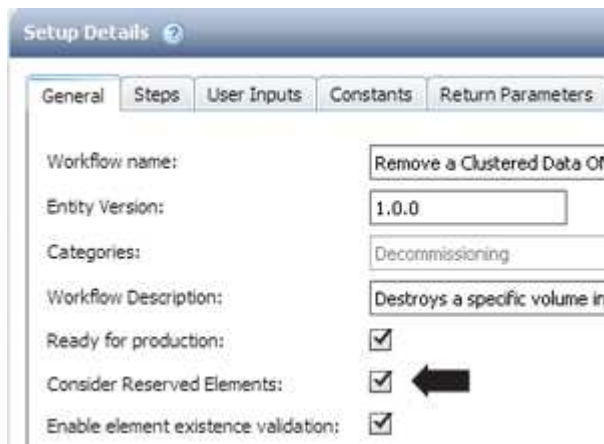 Setup Details
General Steps User Inputs Constants Return Parameters
Workflow name: Remove a Clustered Data
Entity Version: 1.0.0
Categories: Decommissioning
Workflow Description: Destroys a specific volume in
Ready for production:
Consider Reserved Elements:
Enable element existence validation: